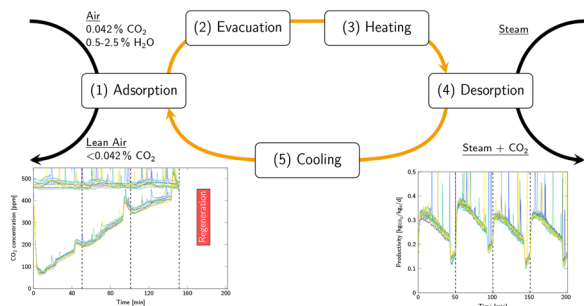 Air
0.042 % CO₂
0.5-2.5 % H₂O
(2) Evacuation
(3) Heating
Steam
(1) Adsorption
(4) Desorption
Lean Air
<0.042 % CO₂
(5) Cooling
Steam + CO₂
CO₂ concentration [ppm]
500
400
300
200
100
0
0
50
100
150
200
Time [min]
Regeneration
Productivity [kgCO₂/kgs/d]
0.5
0.4
0.3
0.2
0.1
0
0
50
100
150
200